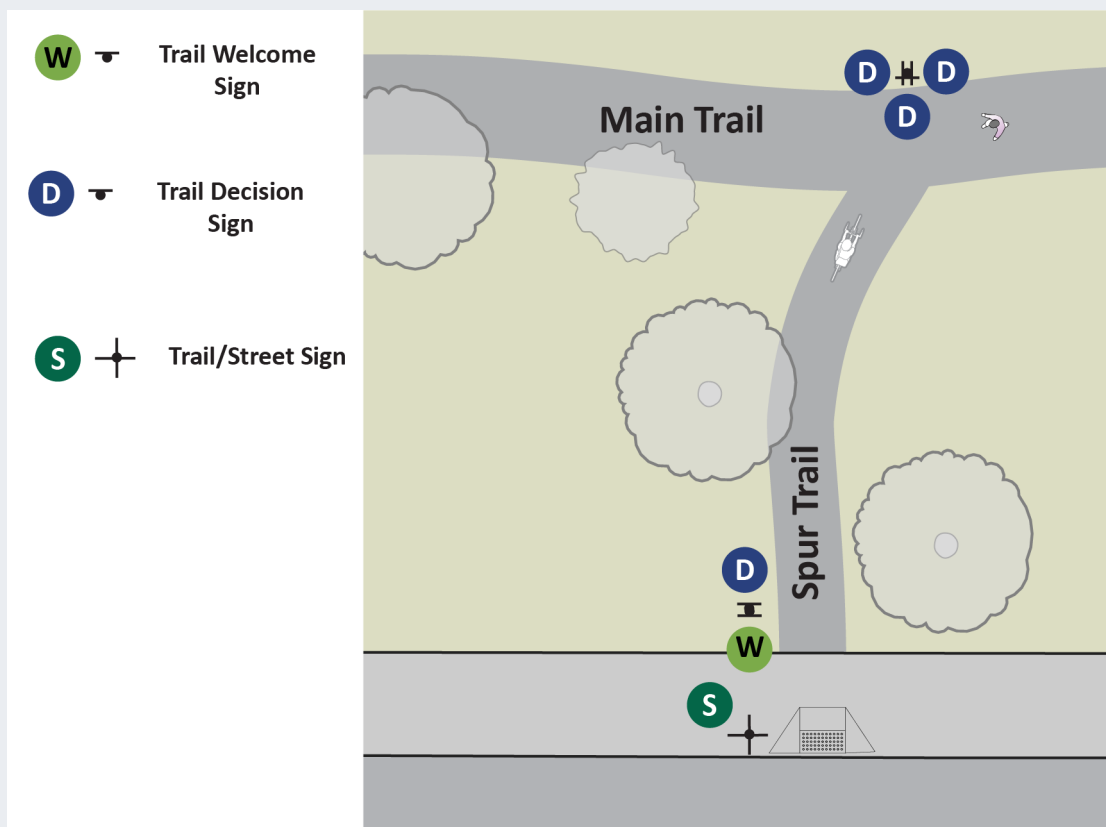 W
Trail Welcome
Sign
D
Trail Decision
Sign
S
Trail/Street Sign
D
D
D
Main Trail
Spur Trail
D
W
S